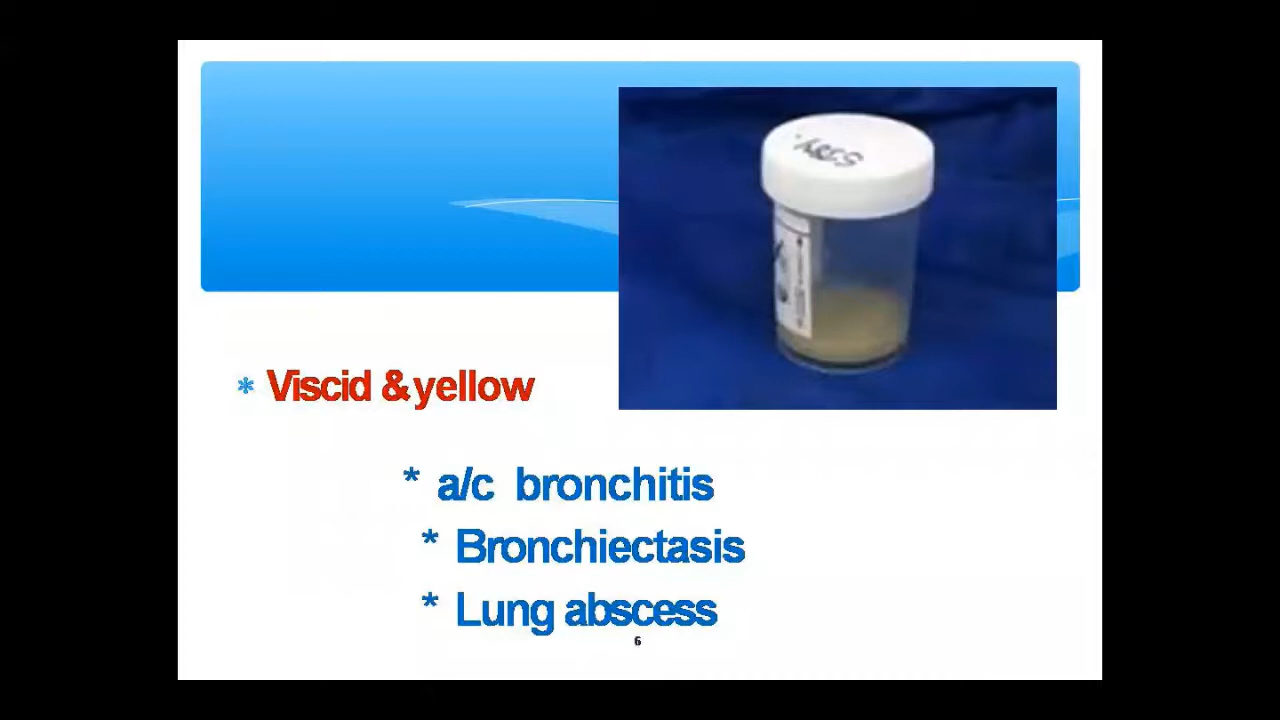 * Viscid & yellow
* a/c bronchitis
* Bronchiectasis
* Lung abscess
6